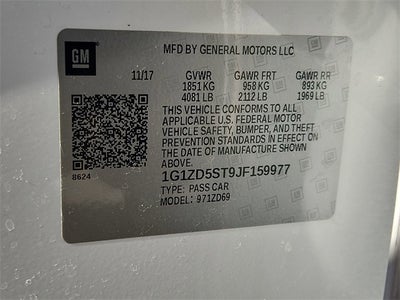 GM
MFD BY GENERAL MOTORS LLC.
11/17 GVWR GAWR FRT GAWR RR
1851 KG 958 KG 893 KG
4081 LB 2112 LB 1969 LB
THIS VEHICLE CONFORMS TO ALL
APPLICABLE U.S. FEDERAL MOTOR
VEHICLE SAFETY, BUMPER, AND THEFT
PREVENTION STANDARDS IN EFFECT
ON THE DATE OF MANUFACTURE SHOWN
ABOVE.
8624
1G1ZD5ST9JF159977
TYPE: PASS CAR
MODEL: 971ZD69